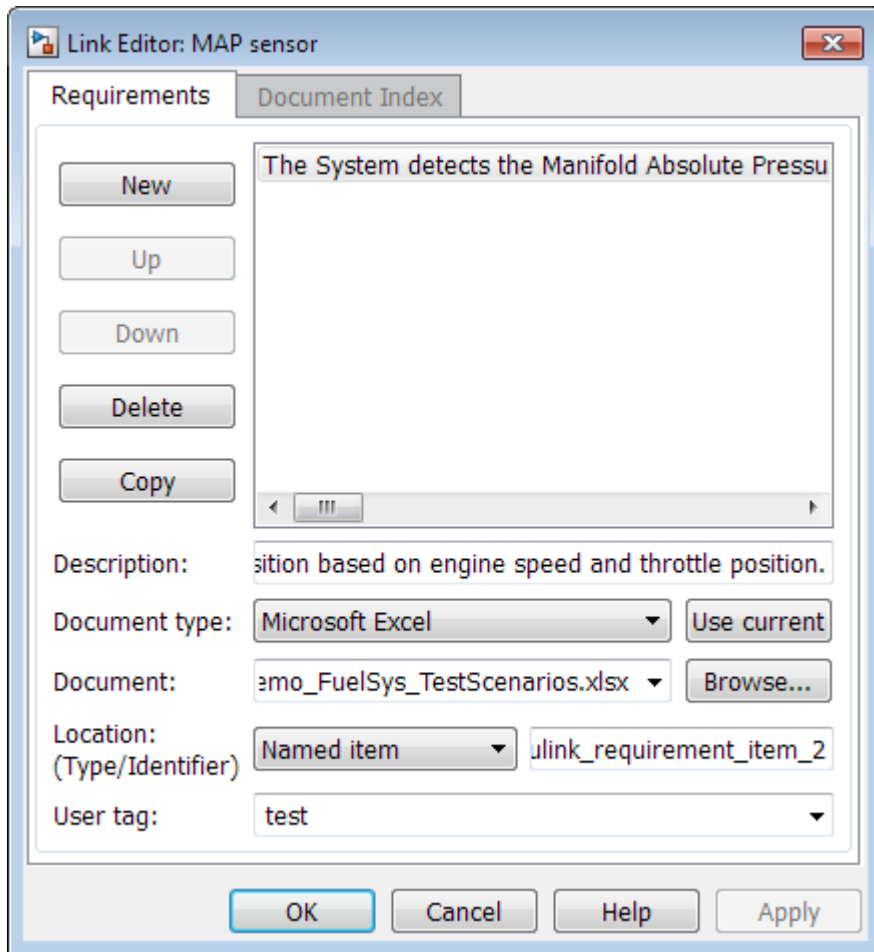 Link Editor: MAP sensor
Requirements
Document Index
New
The System detects the Manifold Absolute Pressu
Up
Down
Delete
Copy
Description:
sition based on engine speed and throttle position.
Document type:
Microsoft Excel
Use current
Document:
emo_FuelSys_TestScenarios.xlsx
Browse...
Location:
(Type/Identifier)
Named item
ulink_requirement_item_2
User tag:
test
OK
Cancel
Help
Apply